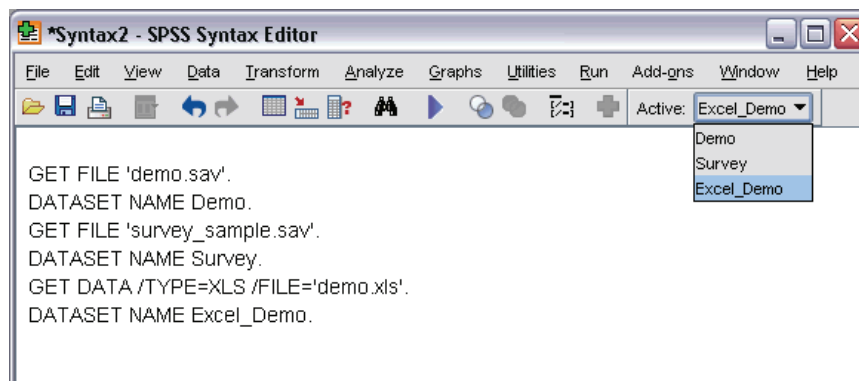 *Syntax2 - SPSS Syntax Editor
File Edit View Data Transform Analyze Graphs Utilities Run Add-ons Window Help
Active: Excel_Demo
Demo
Survey
Excel_Demo
GET FILE 'demo.sav'.
DATASET NAME Demo.
GET FILE 'survey_sample.sav'.
DATASET NAME Survey.
GET DATA /TYPE=XLS /FILE='demo.xls'.
DATASET NAME Excel_Demo.